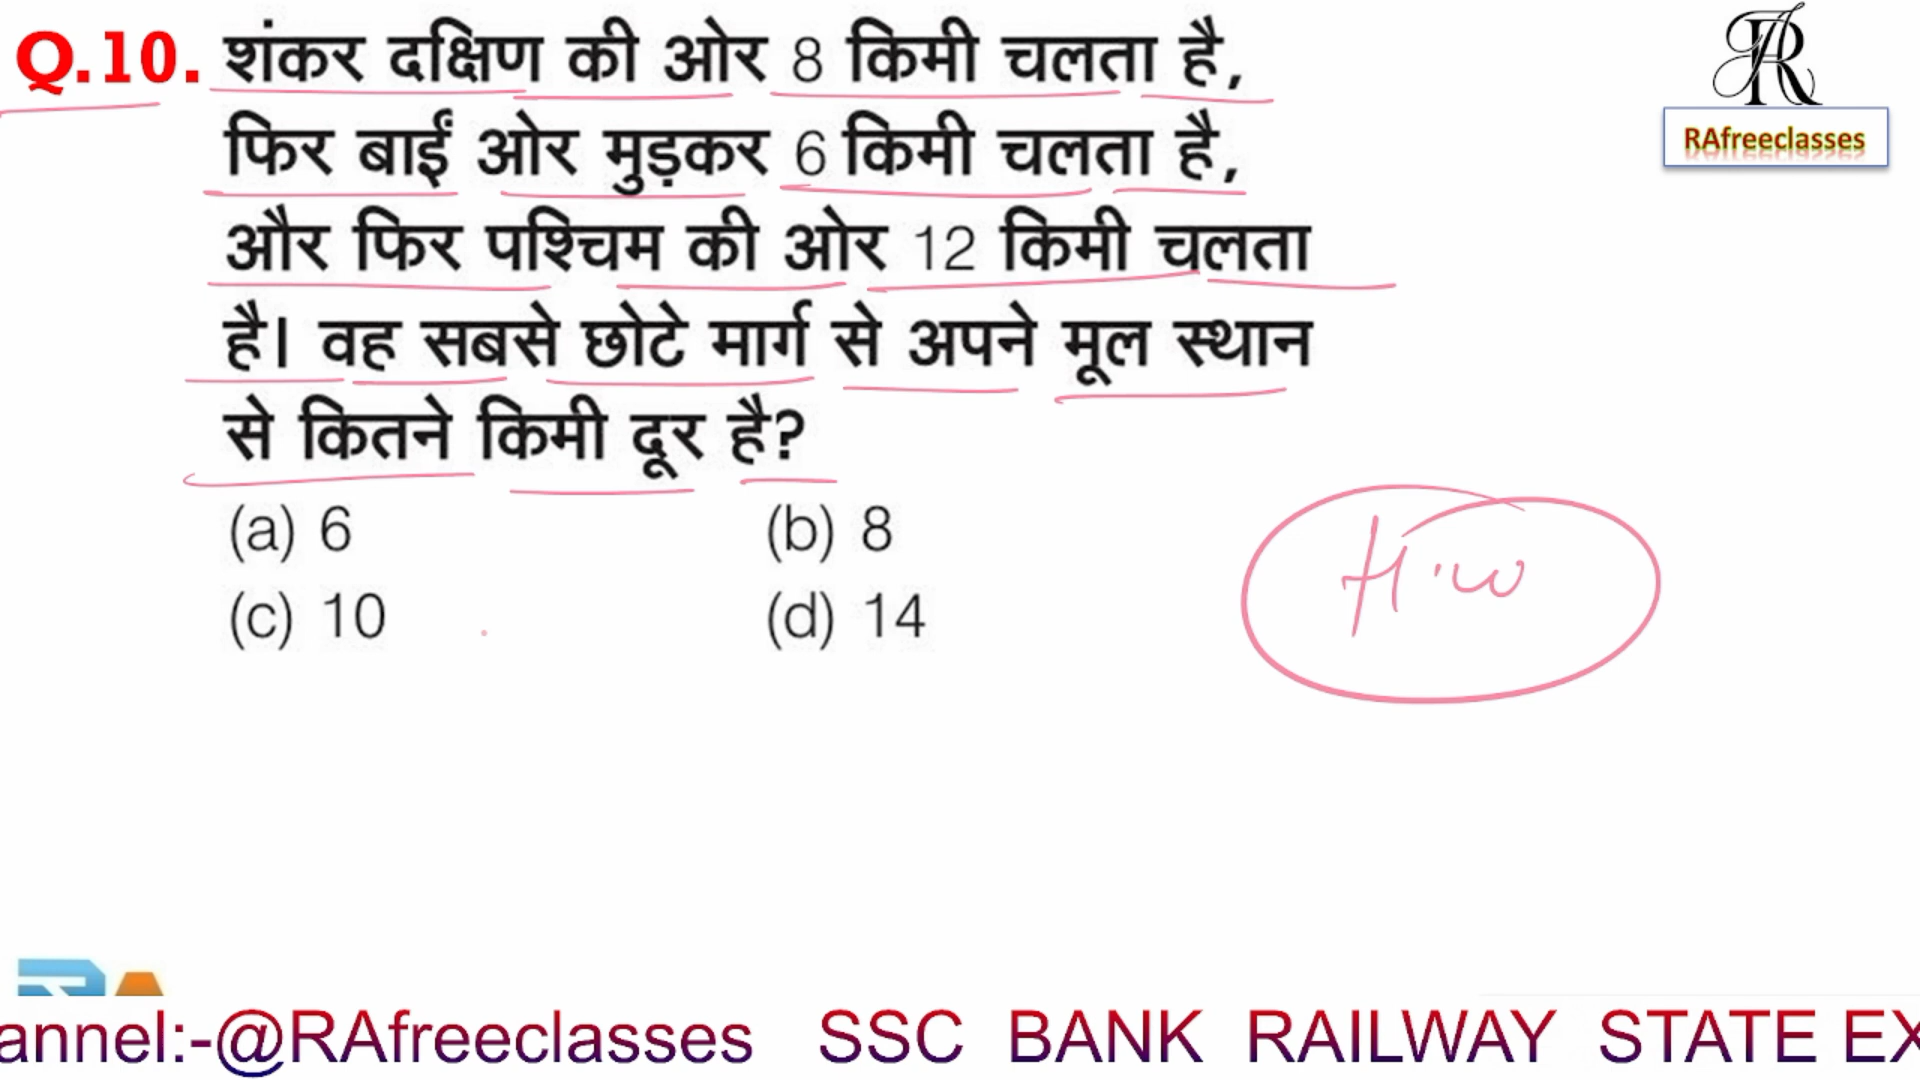 Q.10. शंकर दक्षिण की ओर 8 किमी चलता है,
फिर बाईं ओर मुड़कर 6 किमी चलता है,
और फिर पश्चिम की ओर 12 किमी चलता
है। वह सबसे छोटे मार्ग से अपने मूल स्थान
से कितने किमी दूर है?
(a) 6 (b) 8
(c) 10 (d) 14
H.W
RAfreeclasses
annel:-@RAfreeclasses SSC BANK RAILWAY STATE EX